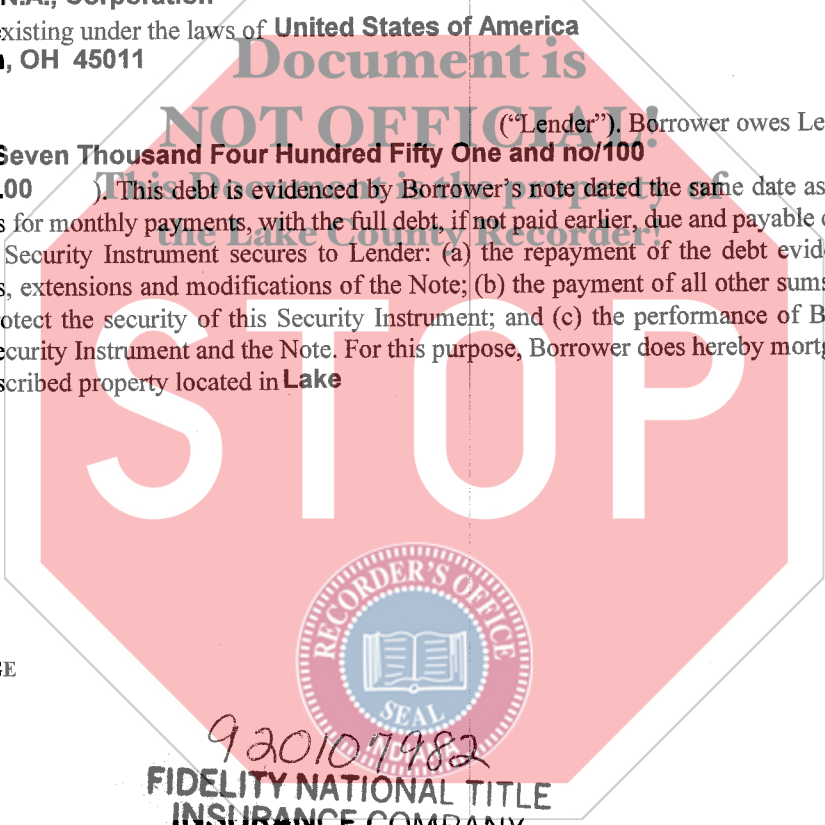 N.A., Corporation
existing under the laws of United States of America
, OH 45011
Document is
NOT OFFICIAL!
("Lender"). Borrower owes Le
Seven Thousand Four Hundred Fifty One and no/100
.00 ). This debt is evidenced by Borrower's note dated the same date as
This Document is the property of
s for monthly payments, with the full debt, if not paid earlier, due and payable
the Lake County Recorder!
Security Instrument secures to Lender: (a) the repayment of the debt evid
s, extensions and modifications of the Note; (b) the payment of all other sums
otect the security of this Security Instrument; and (c) the performance of B
ecurity Instrument and the Note. For this purpose, Borrower does hereby mortg
scribed property located in Lake
STOP
RECORDER'S OFFICE
SEAL
INDIANA
GE
920107982
FIDELITY NATIONAL TITLE
INSURANCE COMPANY